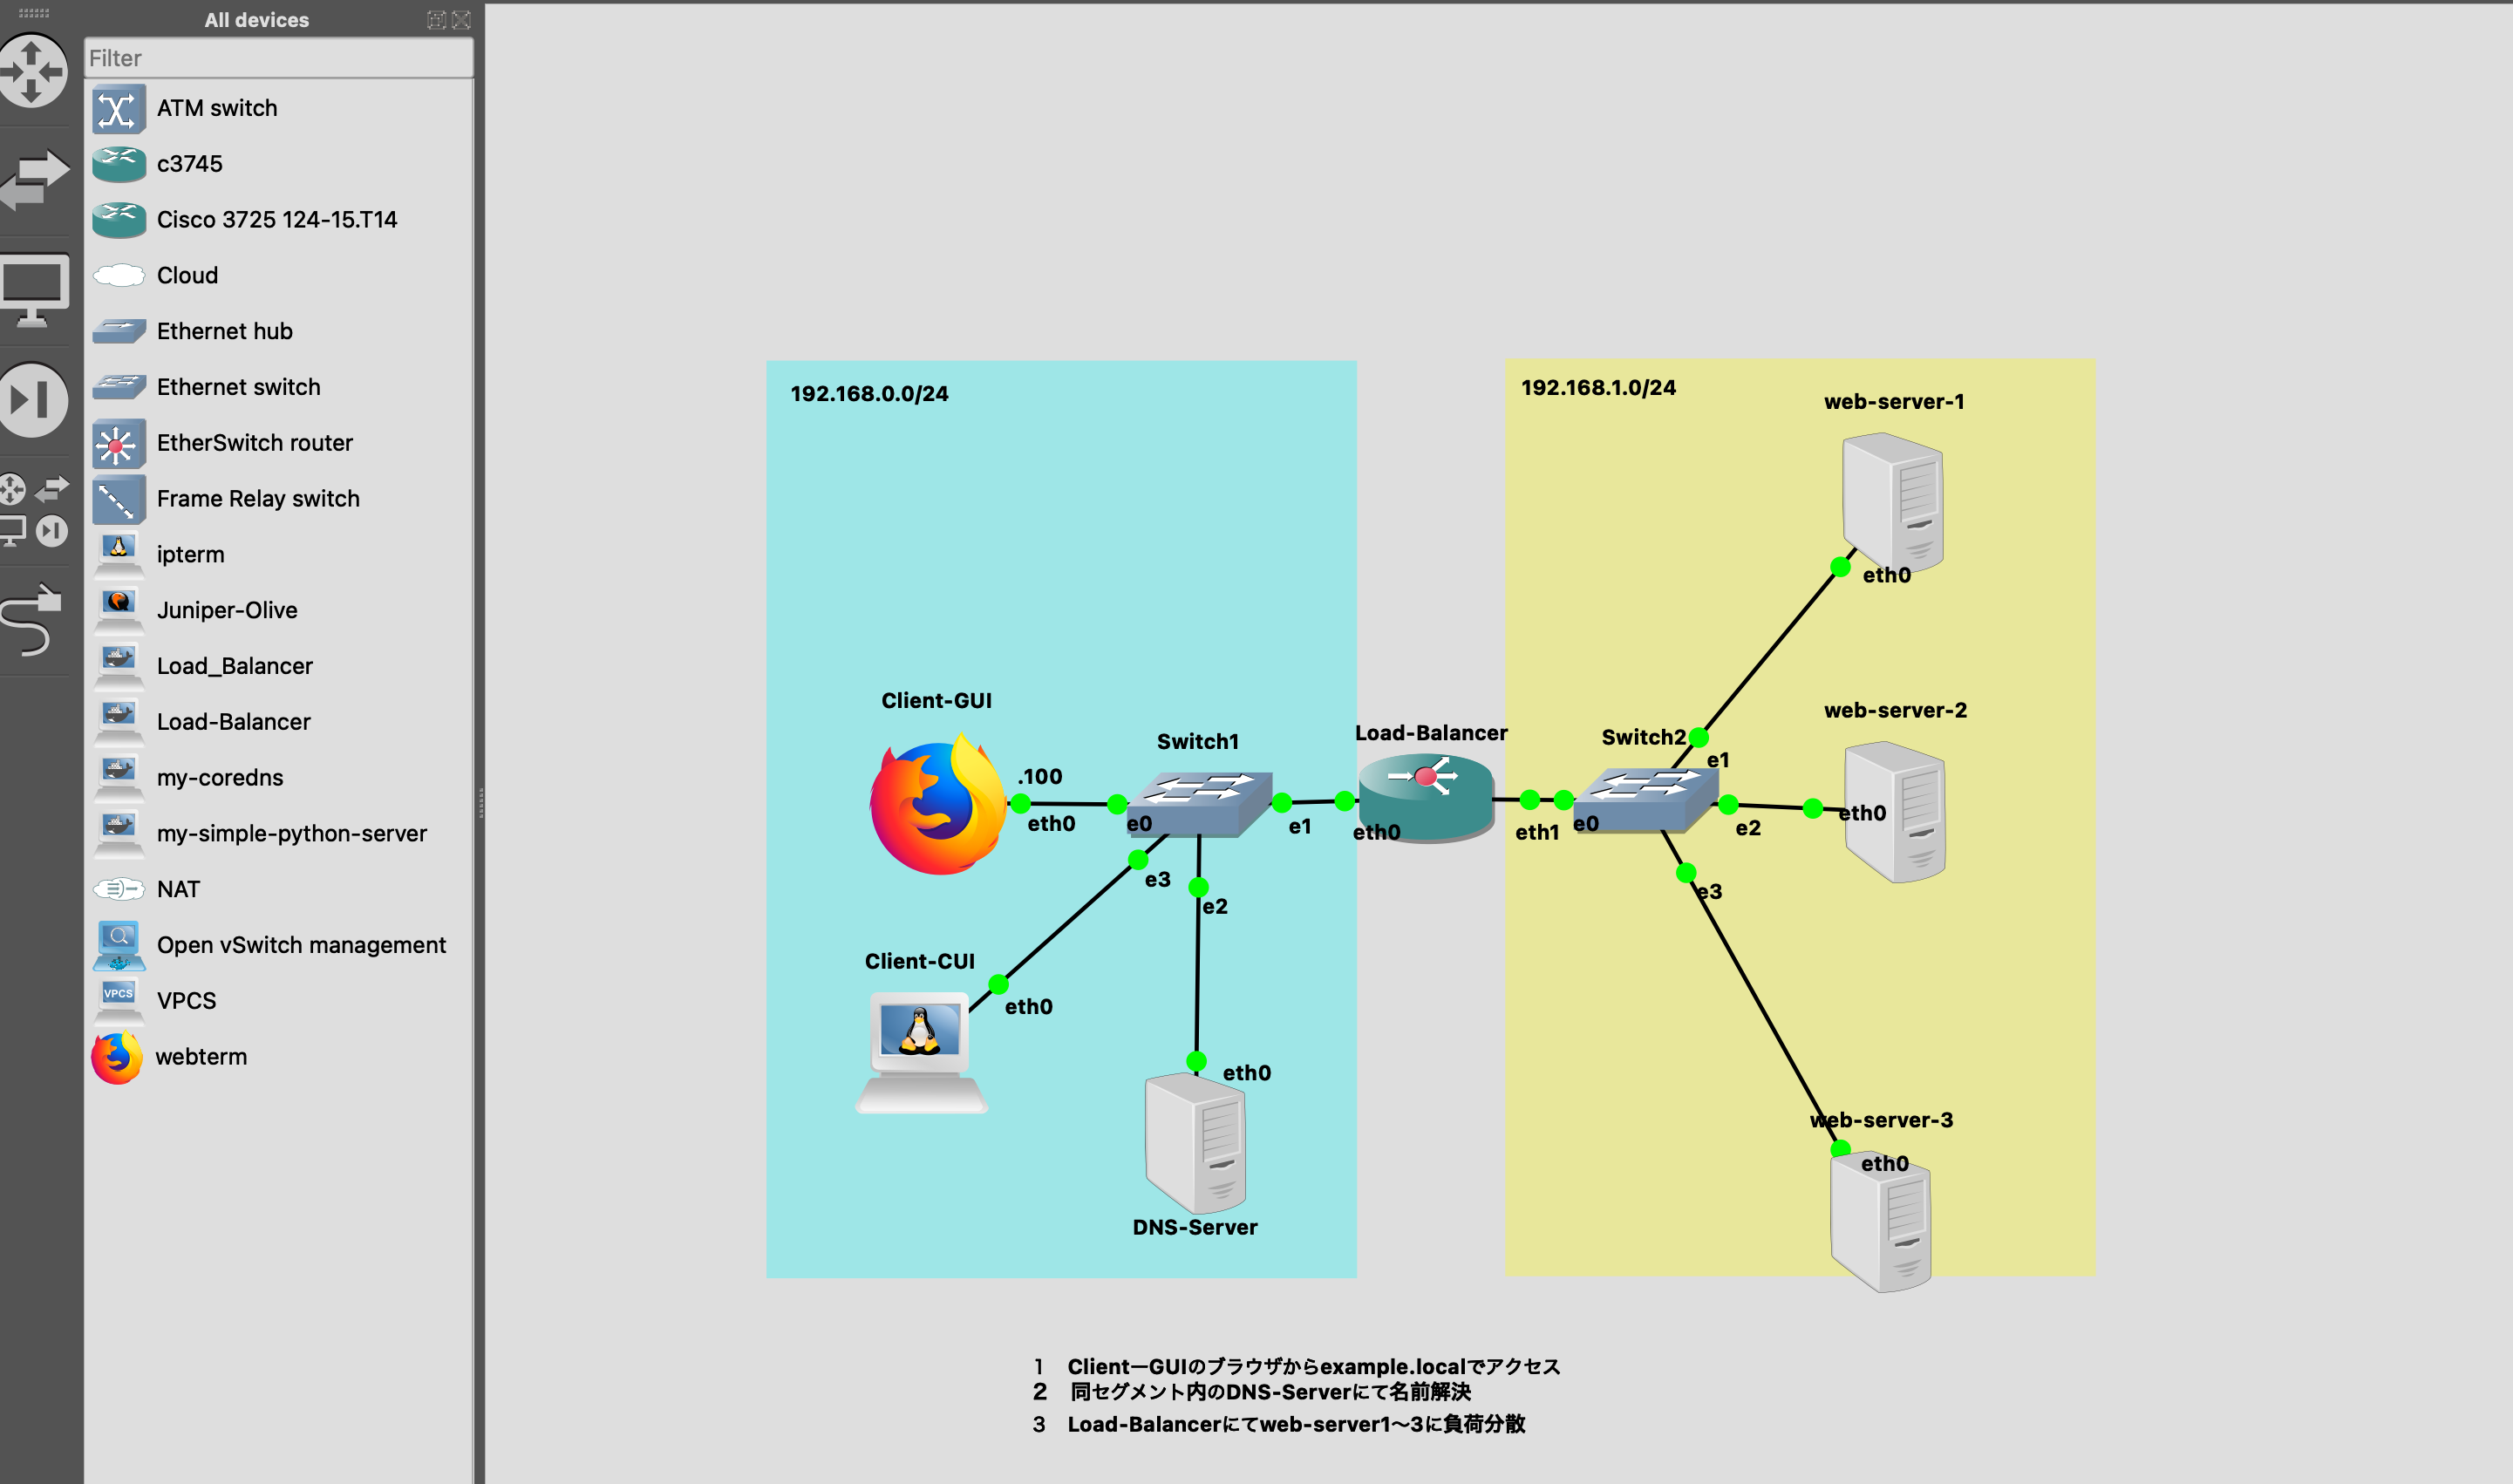 All devices
Filter
ATM switch
c3745
Cisco 3725 124-15.T14
Cloud
Ethernet hub
Ethernet switch
EtherSwitch router
Frame Relay switch
ipterm
Juniper-Olive
Load_Balancer
Load-Balancer
my-coredns
my-simple-python-server
NAT
Open vSwitch management
VPCS
VPCS
webterm
192.168.0.0/24
Client-GUI
.100
eth0
Switch1
e0
e1
e3
e2
Client-CUI
eth0
eth0
DNS-Server
Load-Balancer
eth0
eth1
192.168.1.0/24
web-server-1
eth0
Switch2
e1
e0
e2
e3
web-server-2
eth0
web-server-3
eth0
1 Client—GUIのブラウザからexample.localでアクセス
2 同セグメント内のDNS-Serverにて名前解決
3 Load-Balancerにてweb-server1〜3に負荷分散